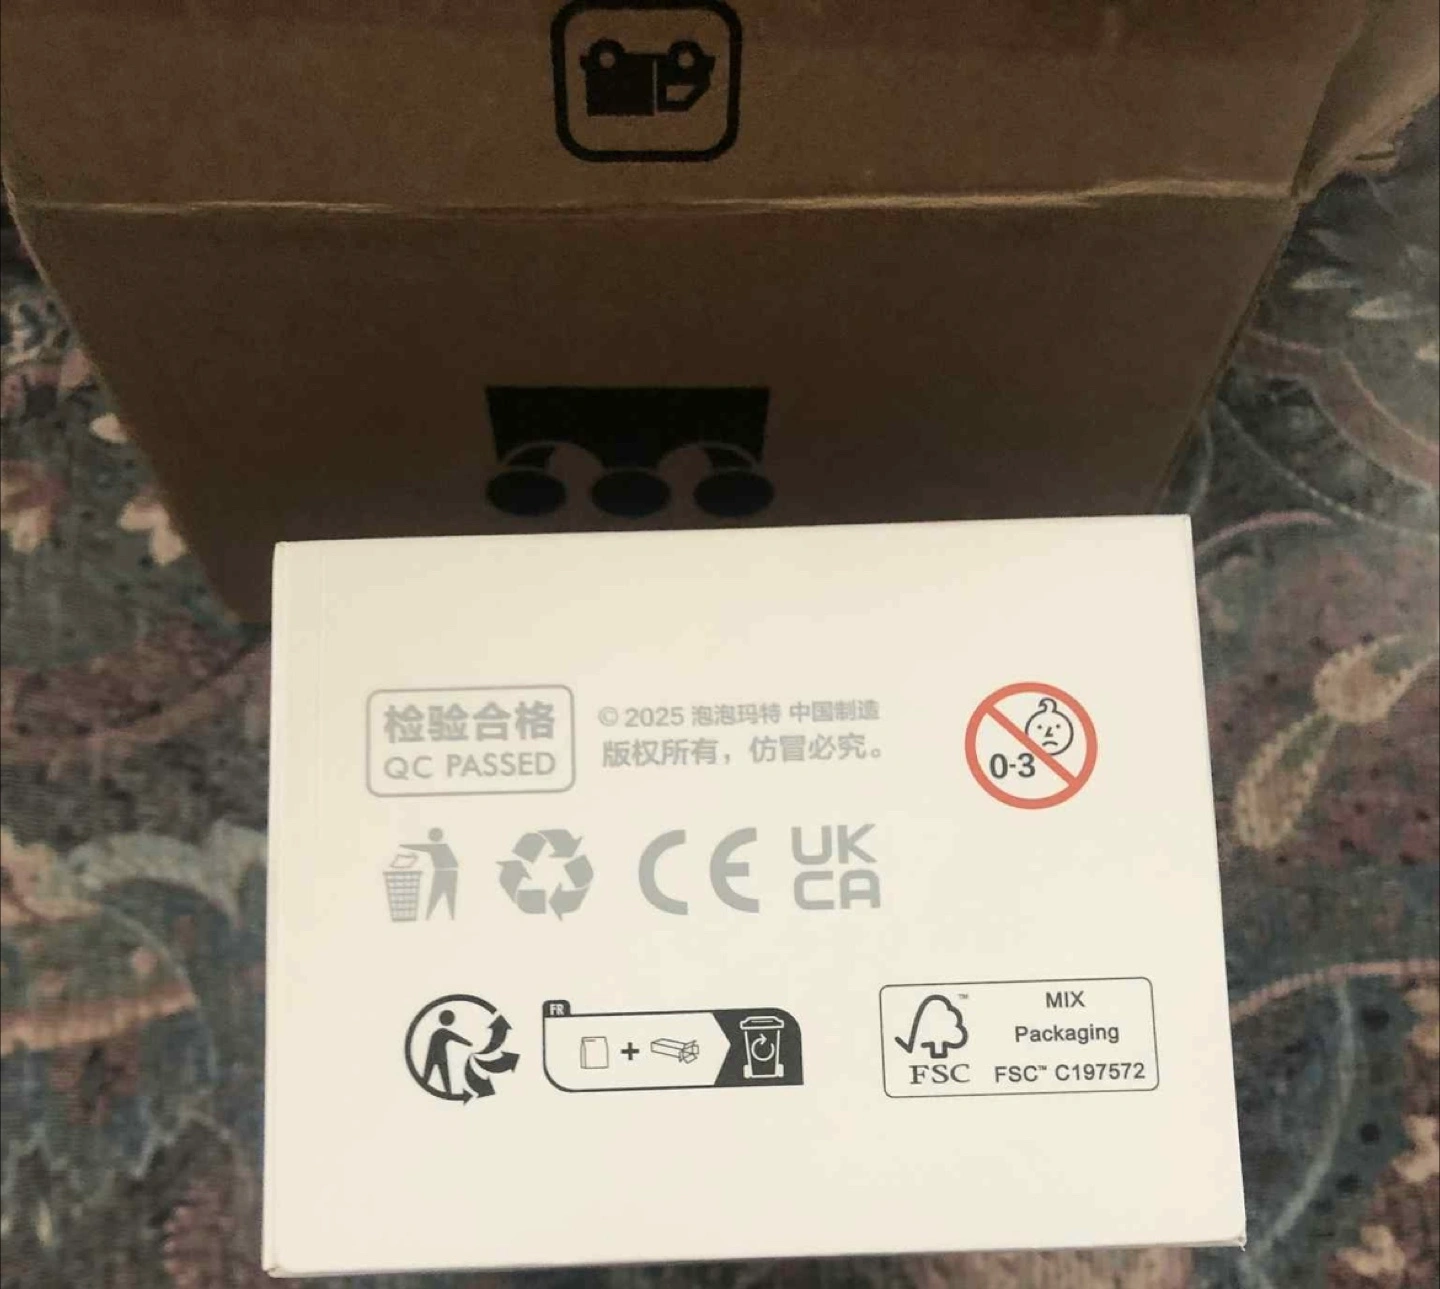 检验合格
QC PASSED
© 2025 泡泡玛特 中国制造
版权所有，仿冒必究。
0-3
CE
UK
CA
FR
+
MIX
Packaging
FSC™ C197572
™
FSC